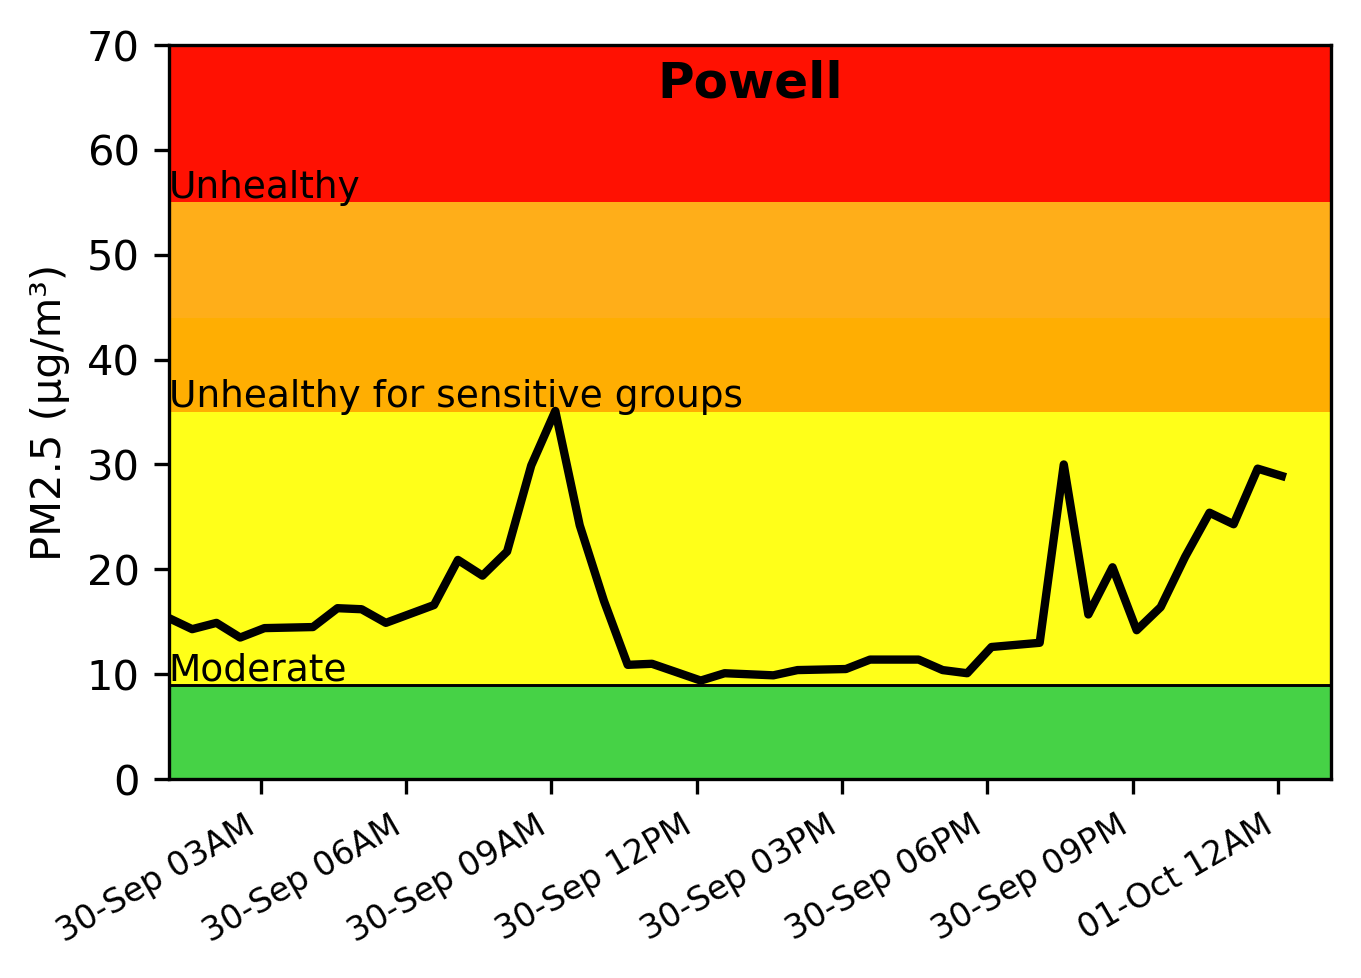 Powell
PM2.5 (µg/m³)
70
60
50
40
30
20
10
0
Unhealthy
Unhealthy for sensitive groups
Moderate
30-Sep 03AM
30-Sep 06AM
30-Sep 09AM
30-Sep 12PM
30-Sep 03PM
30-Sep 06PM
30-Sep 09PM
01-Oct 12AM